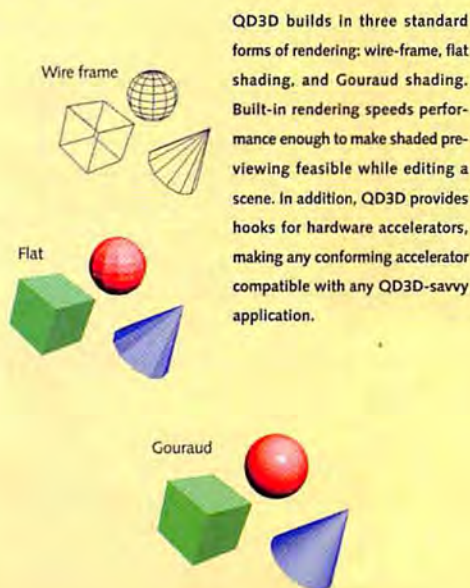 QD3D builds in three standard
forms of rendering: wire-frame, flat
shading, and Gouraud shading.
Built-in rendering speeds perfor-
mance enough to make shaded pre-
viewing feasible while editing a
scene. In addition, QD3D provides
hooks for hardware accelerators,
making any conforming accelerator
compatible with any QD3D-savvy
application.
Wire frame
Flat
Gouraud